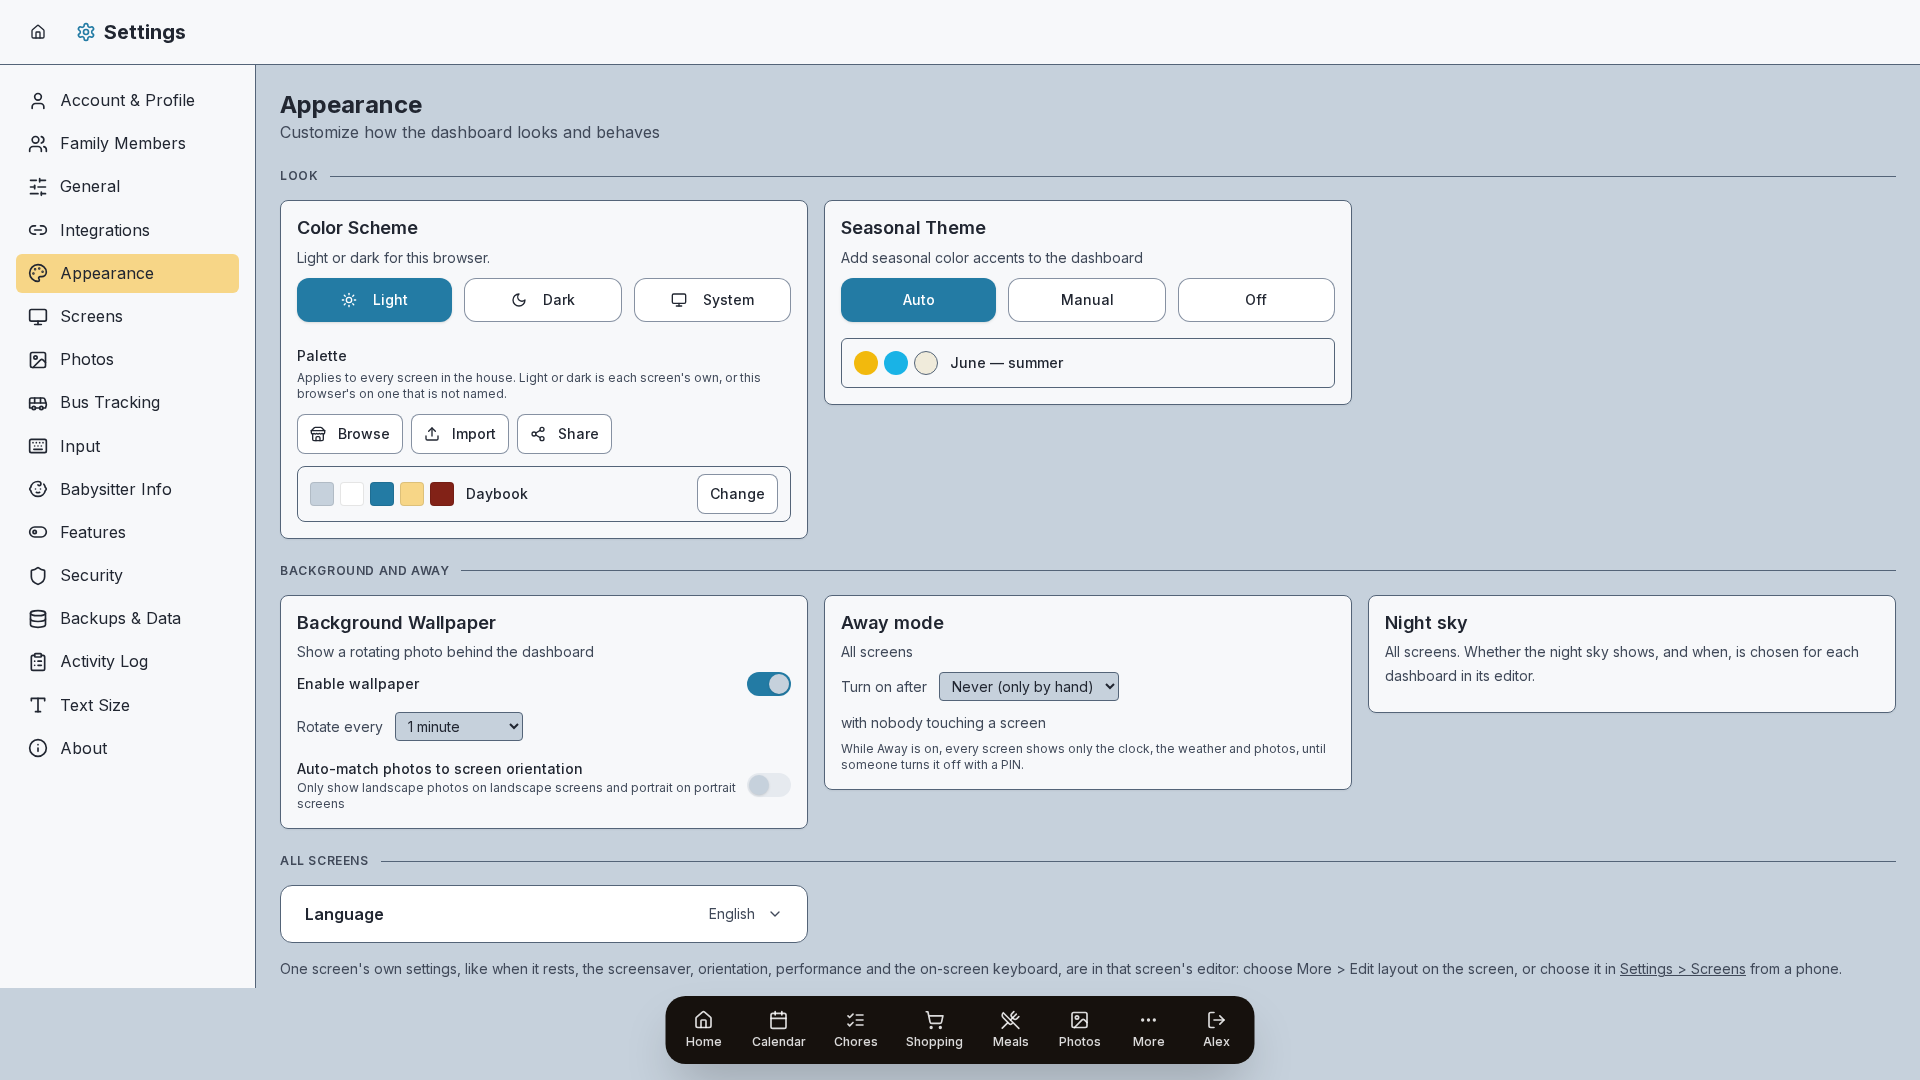 Settings
Account & Profile
Family Members
General
Integrations
Appearance
Screens
Photos
Bus Tracking
Input
Babysitter Info
Features
Security
Backups & Data
Activity Log
Text Size
About
Appearance
Customize how the dashboard looks and behaves
LOOK
Color Scheme
Light or dark for this browser.
Light
Dark
System
Palette
Applies to every screen in the house. Light or dark is each screen's own, or this
browser's on one that is not named.
Browse
Import
Share
Daybook
Change
Seasonal Theme
Add seasonal color accents to the dashboard
Auto
Manual
Off
June — summer
BACKGROUND AND AWAY
Background Wallpaper
Show a rotating photo behind the dashboard
Enable wallpaper
Rotate every 1 minute
Auto-match photos to screen orientation
Only show landscape photos on landscape screens and portrait on portrait
screens
Away mode
All screens
Turn on after Never (only by hand)
with nobody touching a screen
While Away is on, every screen shows only the clock, the weather and photos, until
someone turns it off with a PIN.
Night sky
All screens. Whether the night sky shows, and when, is chosen for each
dashboard in its editor.
ALL SCREENS
Language
English
One screen's own settings, like when it rests, the screensaver, orientation, performance and the on-screen keyboard, are in that screen's editor: choose More > Edit layout on the screen, or choose it in Settings > Screens from a phone.
Home
Calendar
Chores
Shopping
Meals
Photos
More
Alex